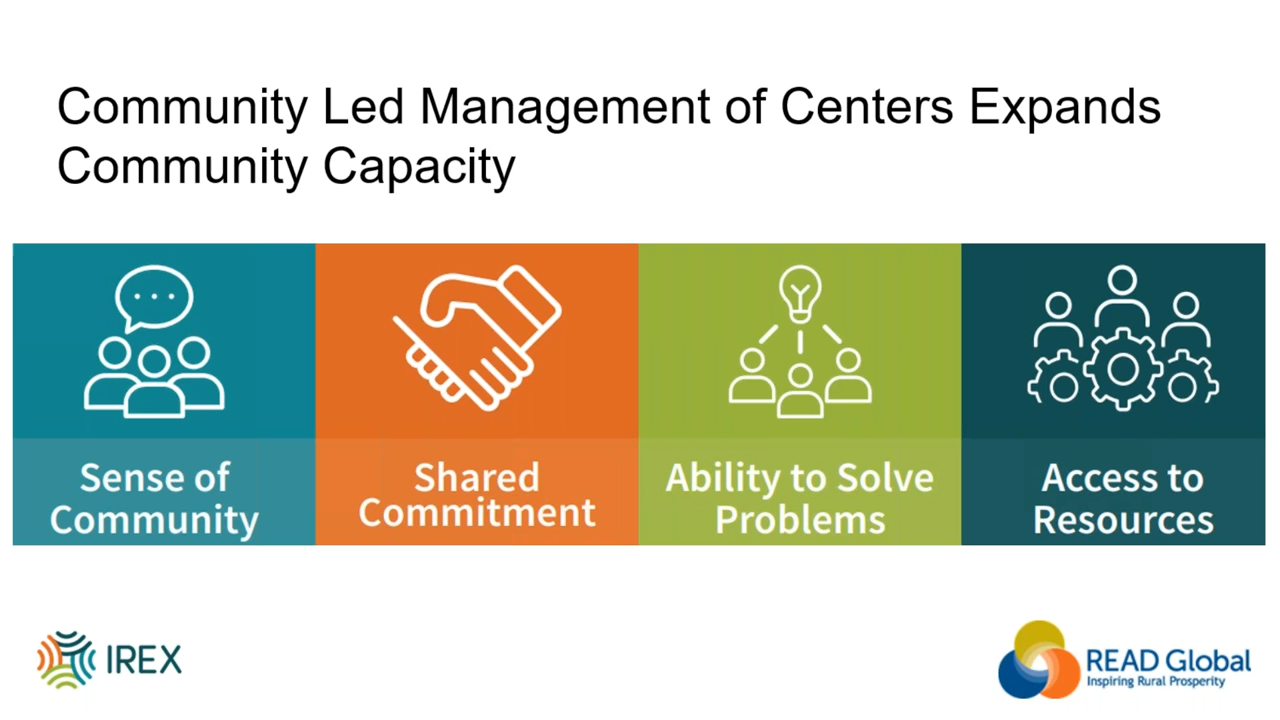 Community Led Management of Centers Expands
Community Capacity
Sense of
Community
Shared
Commitment
Ability to Solve
Problems
Access to
Resources
IREX
READ Global
Inspiring Rural Prosperity